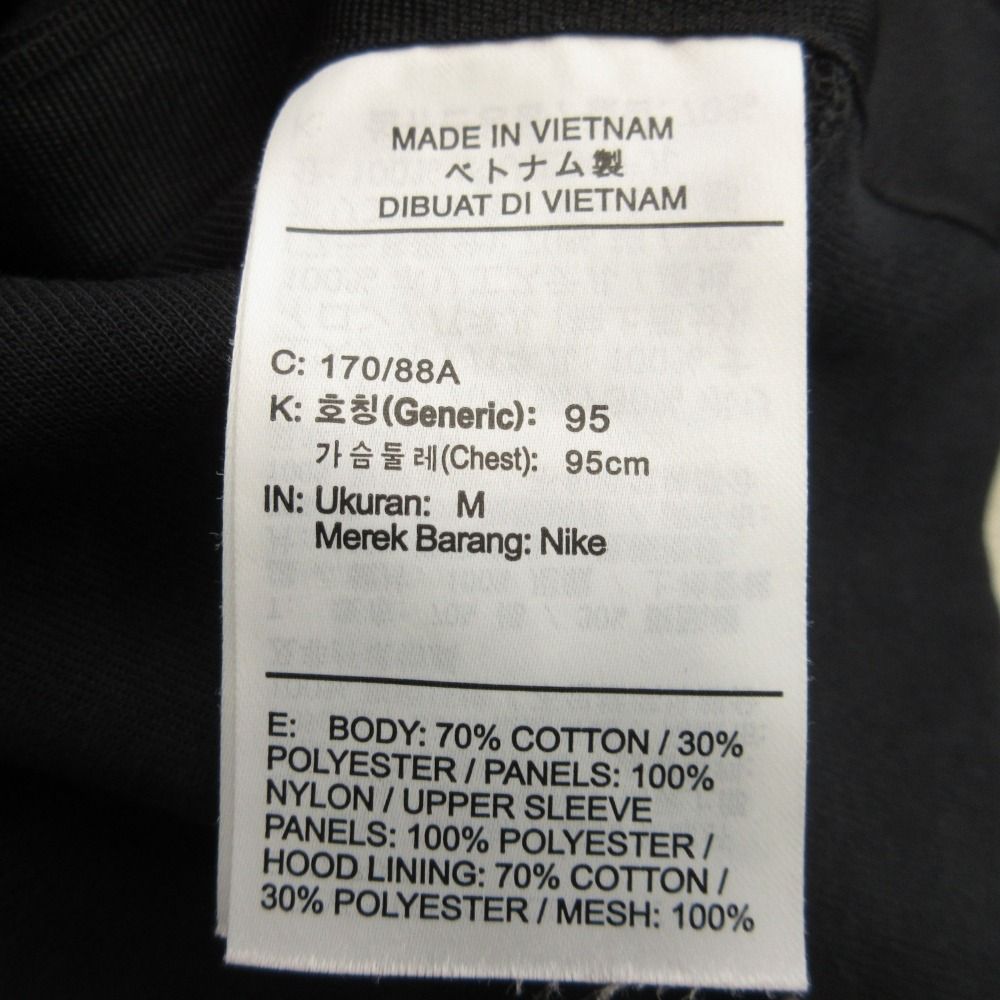 MADE IN VIETNAM
ベトナム製
DIBUAT DI VIETNAM
C: 170/88A
K: 호칭(Generic): 95
가슴둘레(Chest): 95cm
IN: Ukuran: M
Merek Barang: Nike
E: BODY: 70% COTTON / 30%
POLYESTER / PANELS: 100%
NYLON / UPPER SLEEVE
PANELS: 100% POLYESTER /
HOOD LINING: 70% COTTON /
30% POLYESTER / MESH: 100%